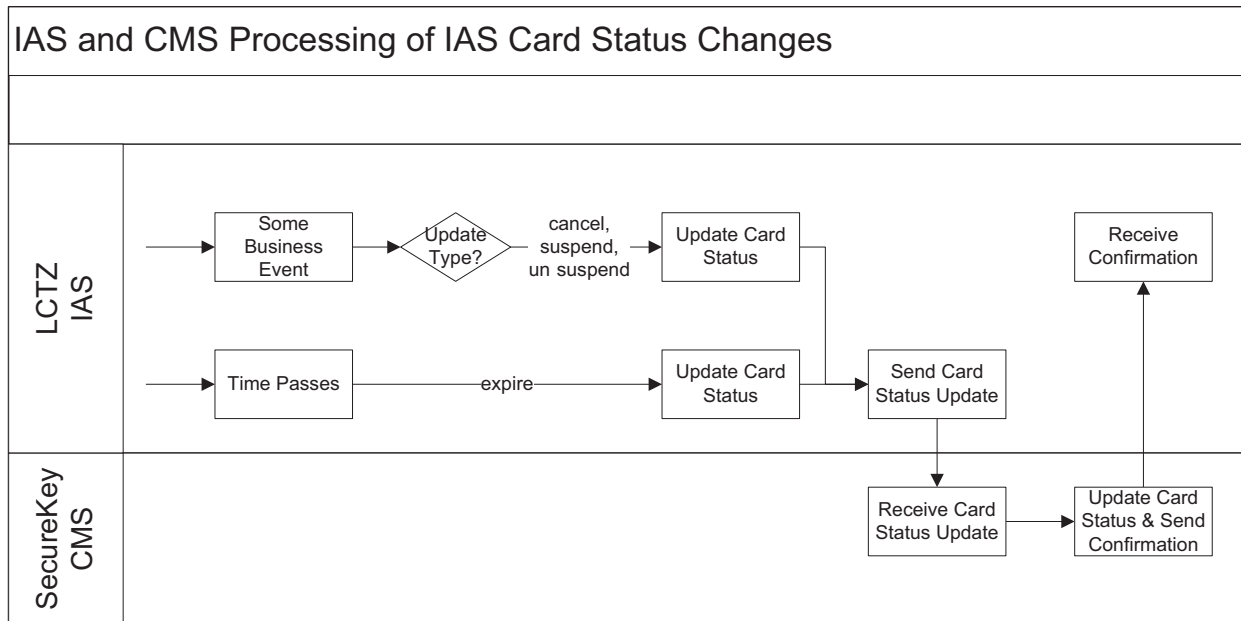 IAS and CMS Processing of IAS Card Status Changes
LCTZ
IAS
Some
Business
Event
Update
Type?
cancel,
suspend,
un suspend
Update Card
Status
Receive
Confirmation
Time Passes
expire
Update Card
Status
Send Card
Status Update
SecureKey
CMS
Receive Card
Status Update
Update Card
Status & Send
Confirmation